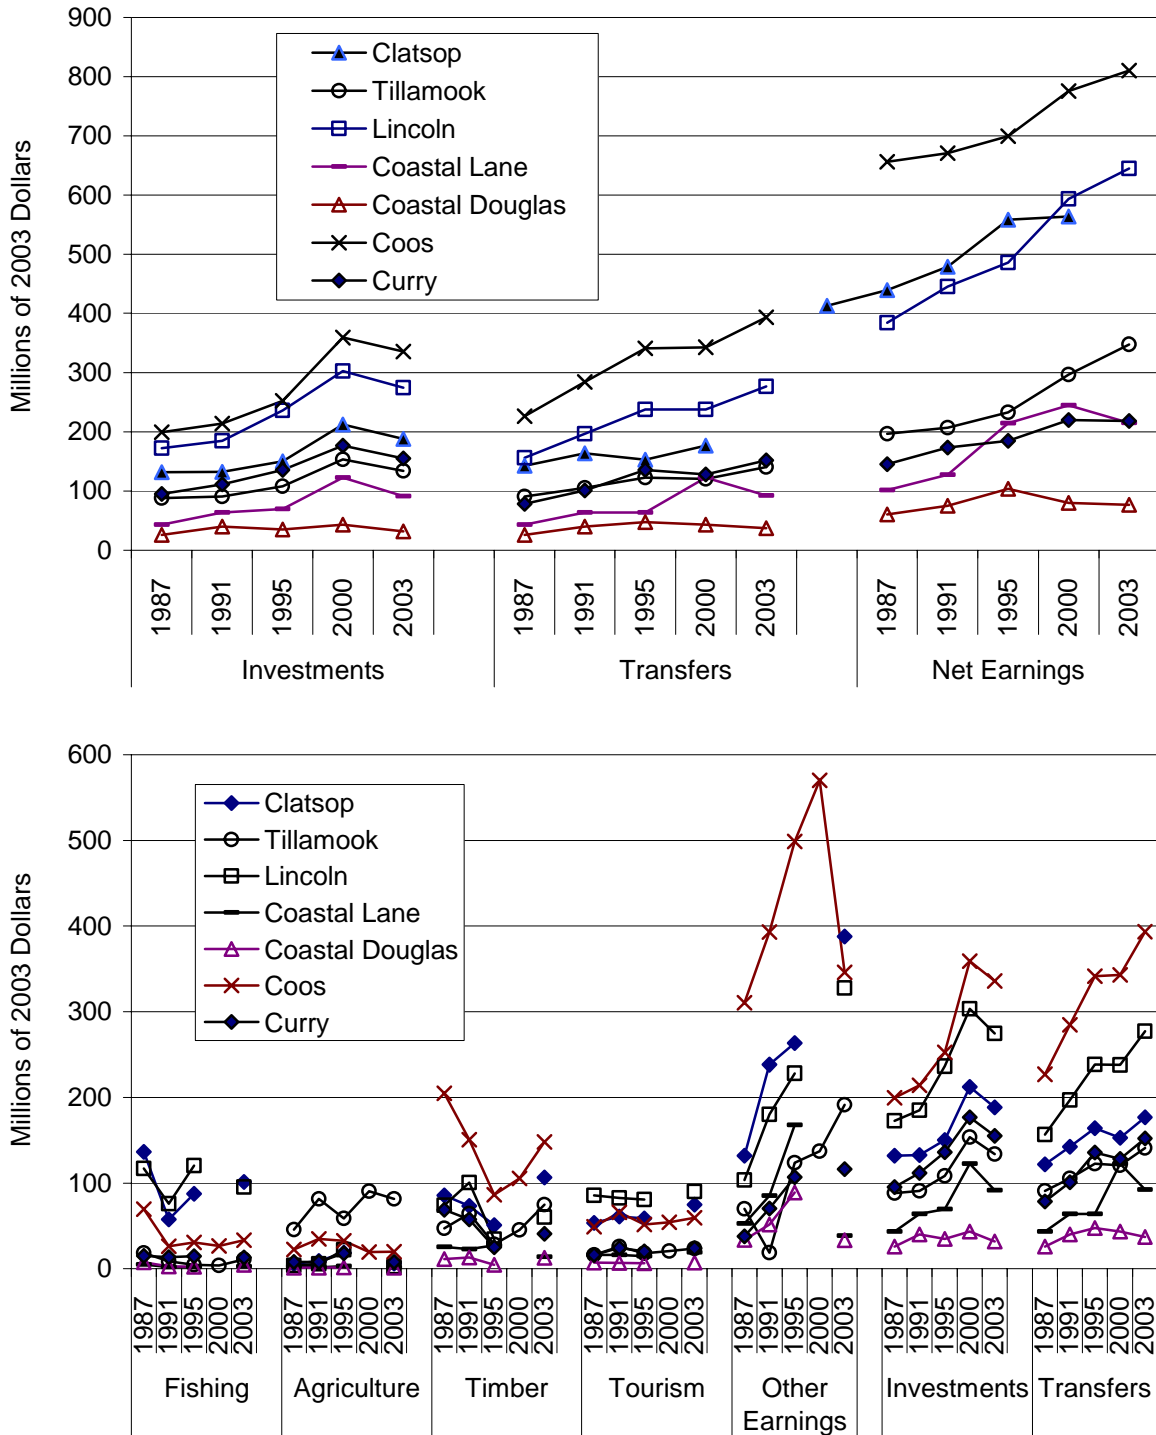 900
800
700
600
500
400
300
200
100
0
Millions of 2003 Dollars
Clatsop
Tillamook
Lincoln
Coastal Lane
Coastal Douglas
Coos
Curry
1987 1991 1995 2000 2003 1987 1991 1995 2000 2003 1987 1991 1995 2000 2003
Investments Transfers Net Earnings
600
500
400
300
200
100
0
Millions of 2003 Dollars
Clatsop
Tillamook
Lincoln
Coastal Lane
Coastal Douglas
Coos
Curry
1987 1991 1995 2000 2003 1987 1991 1995 2000 2003 1987 1991 1995 2000 2003 1987 1991 1995 2000 2003 1987 1991 1995 2000 2003 1987 1991 1995 2000 2003 1987 1991 1995 2000 2003
Fishing Agriculture Timber Tourism Other Investments Transfers
Earnings